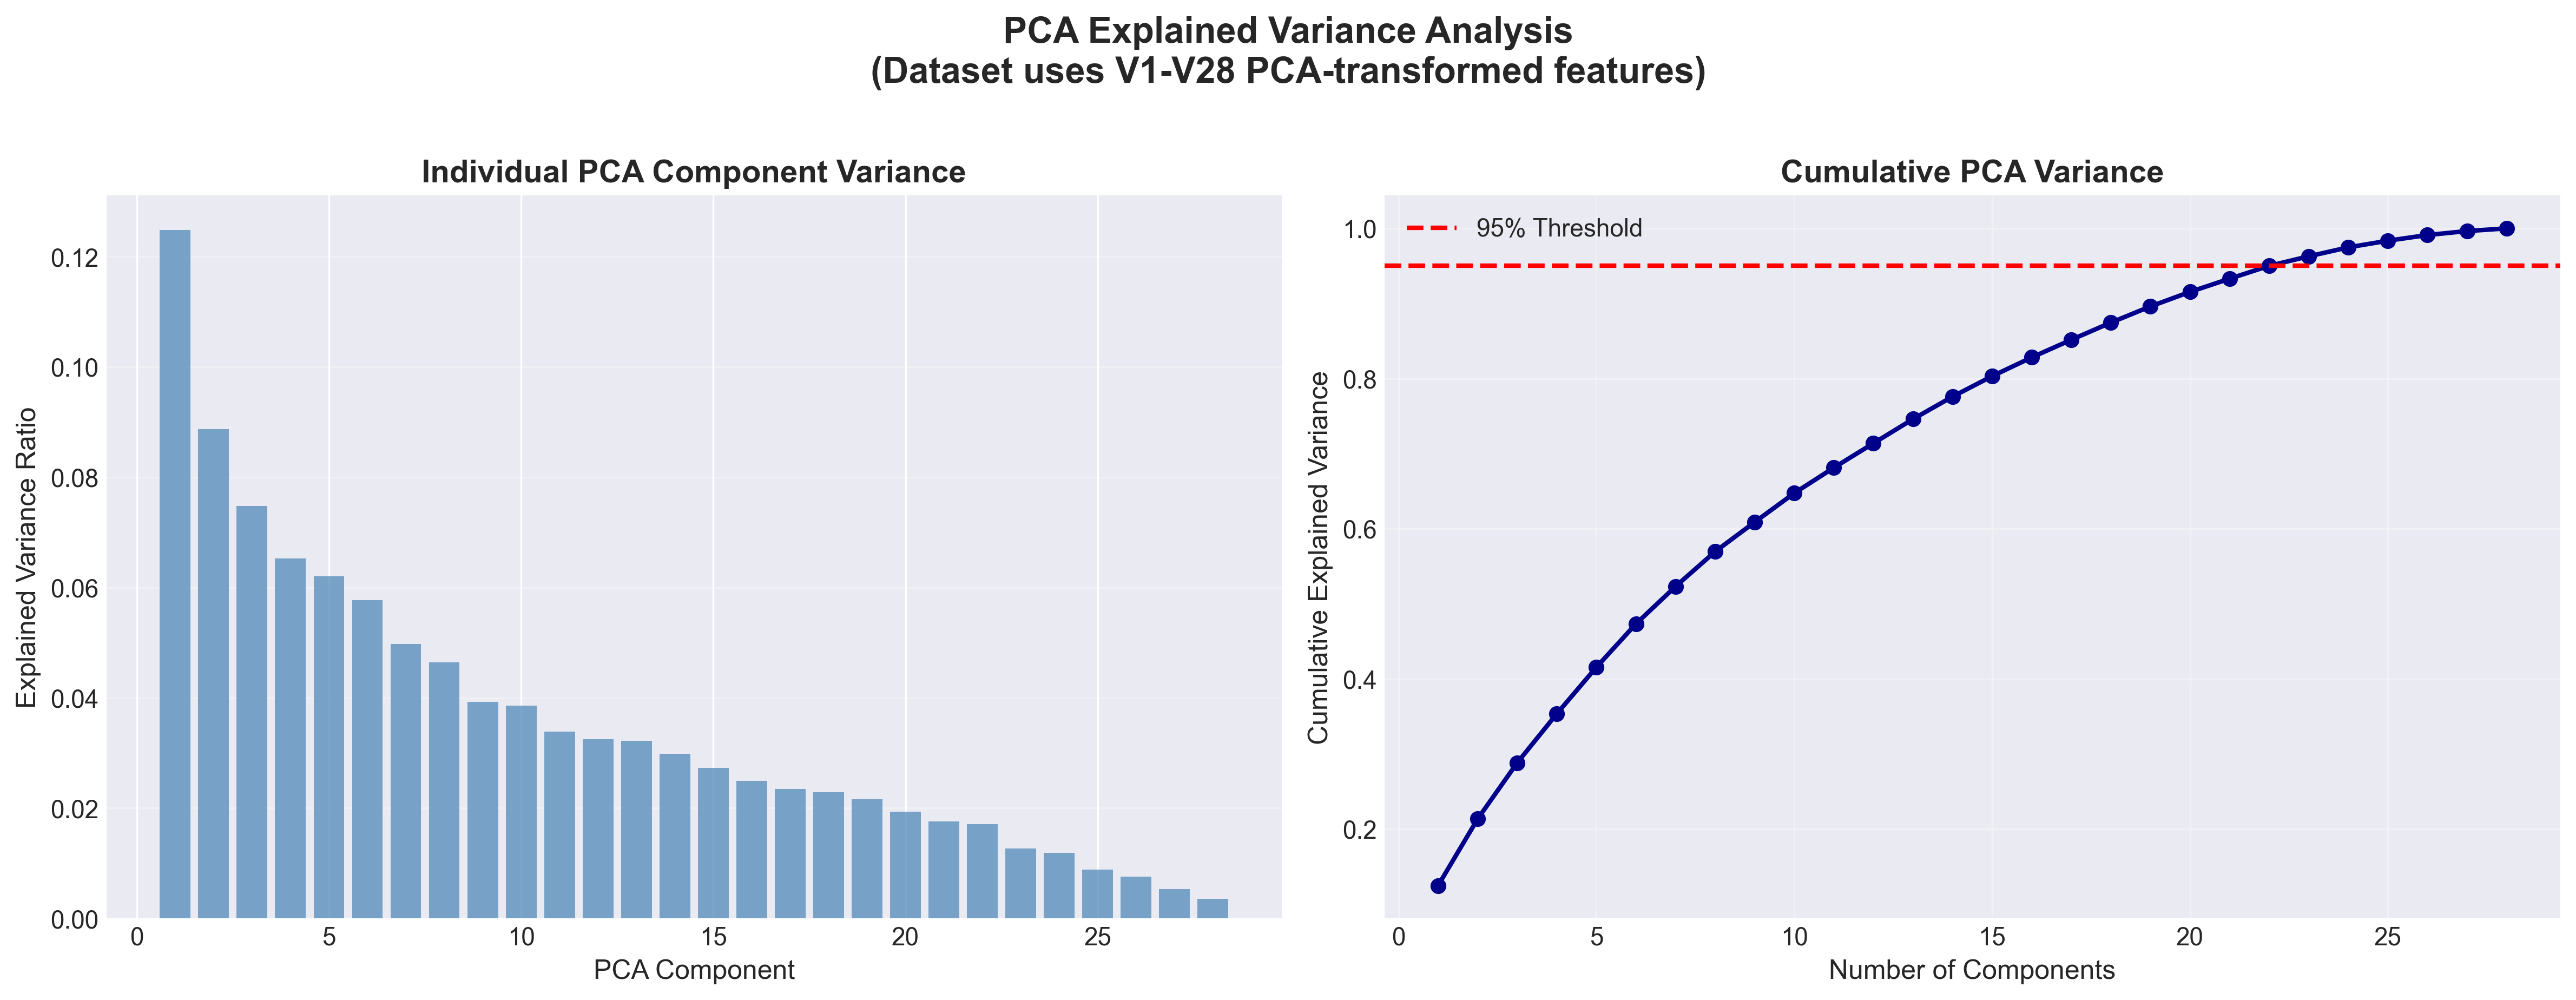 PCA Explained Variance Analysis
(Dataset uses V1-V28 PCA-transformed features)
Individual PCA Component Variance
Explained Variance Ratio
0.12
0.10
0.08
0.06
0.04
0.02
0.00
0 5 10 15 20 25
PCA Component
Cumulative PCA Variance
95% Threshold
Cumulative Explained Variance
1.0
0.8
0.6
0.4
0.2
0 5 10 15 20 25
Number of Components